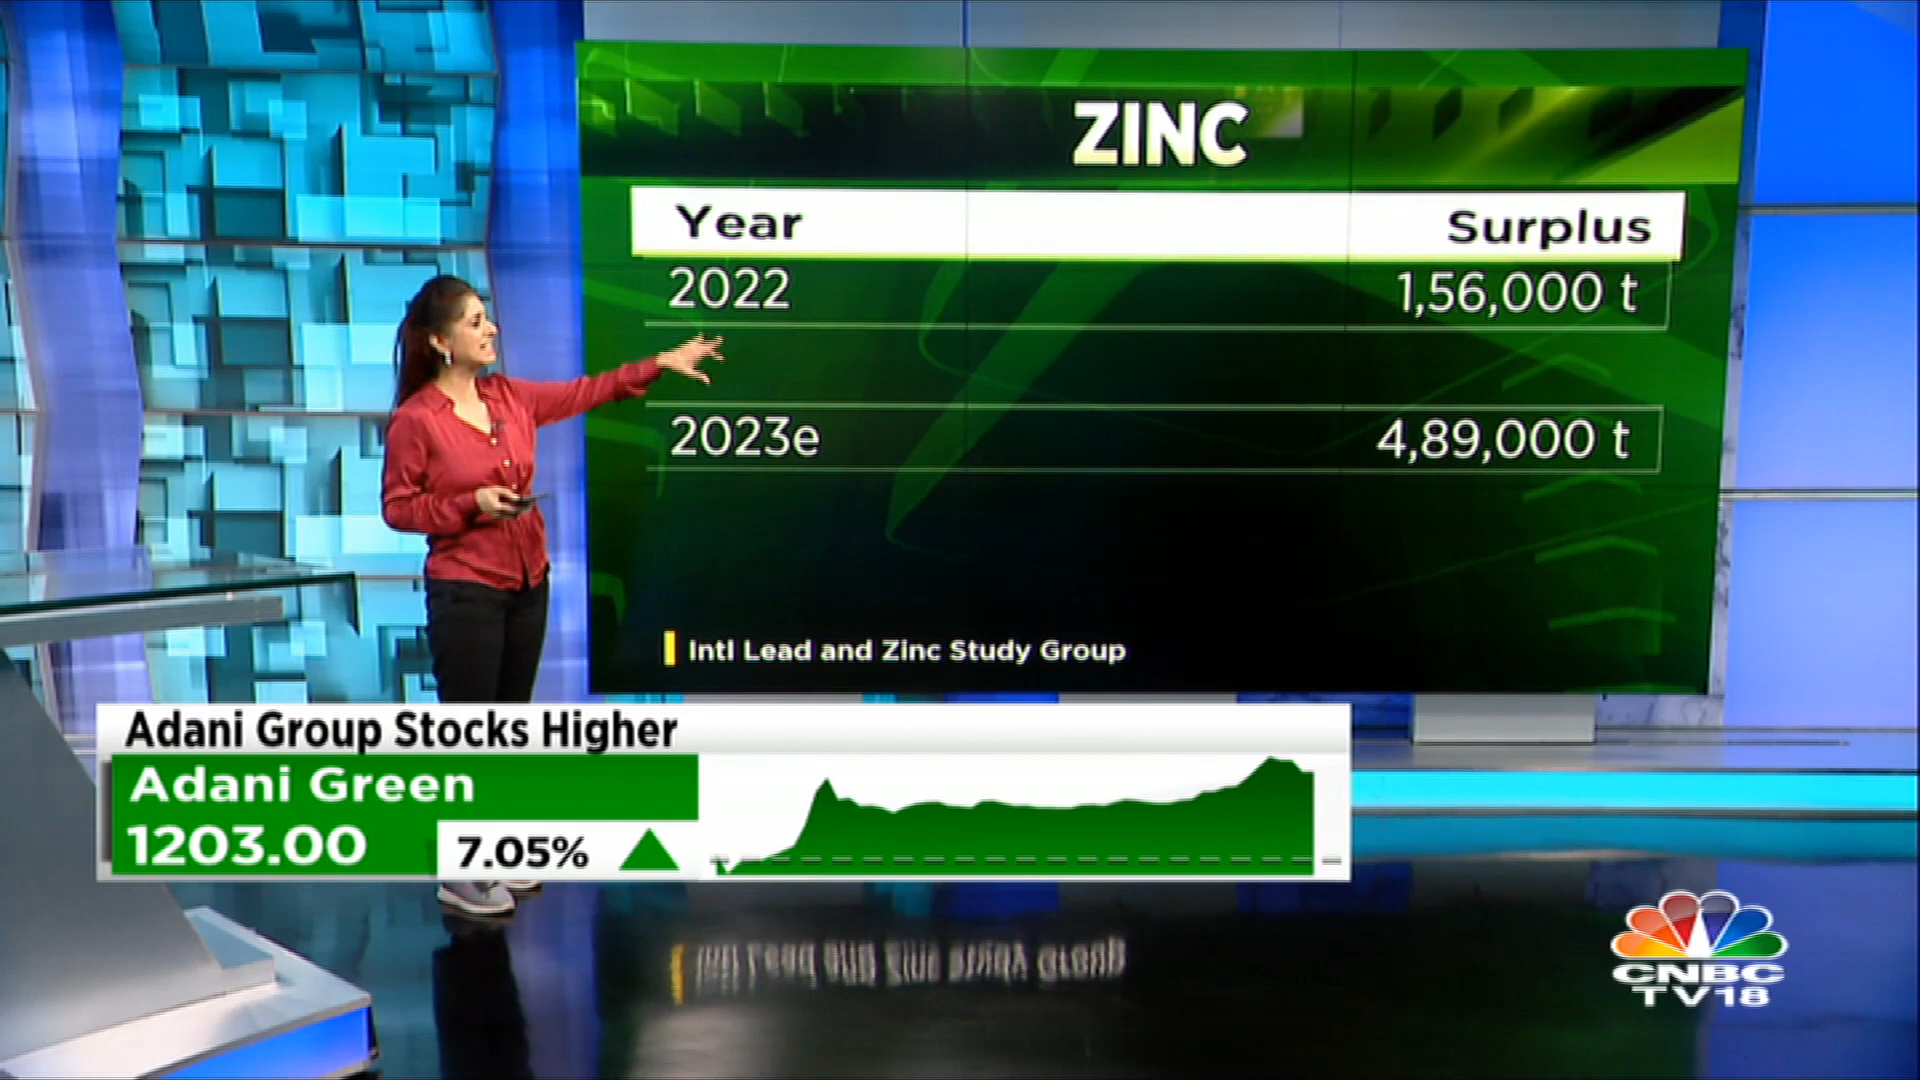 ZINC
Year Surplus
2022 1,56,000 t
2023e 4,89,000 t
Intl Lead and Zinc Study Group
Adani Group Stocks Higher
Adani Green
1203.00 7.05%
CNBC
TV18